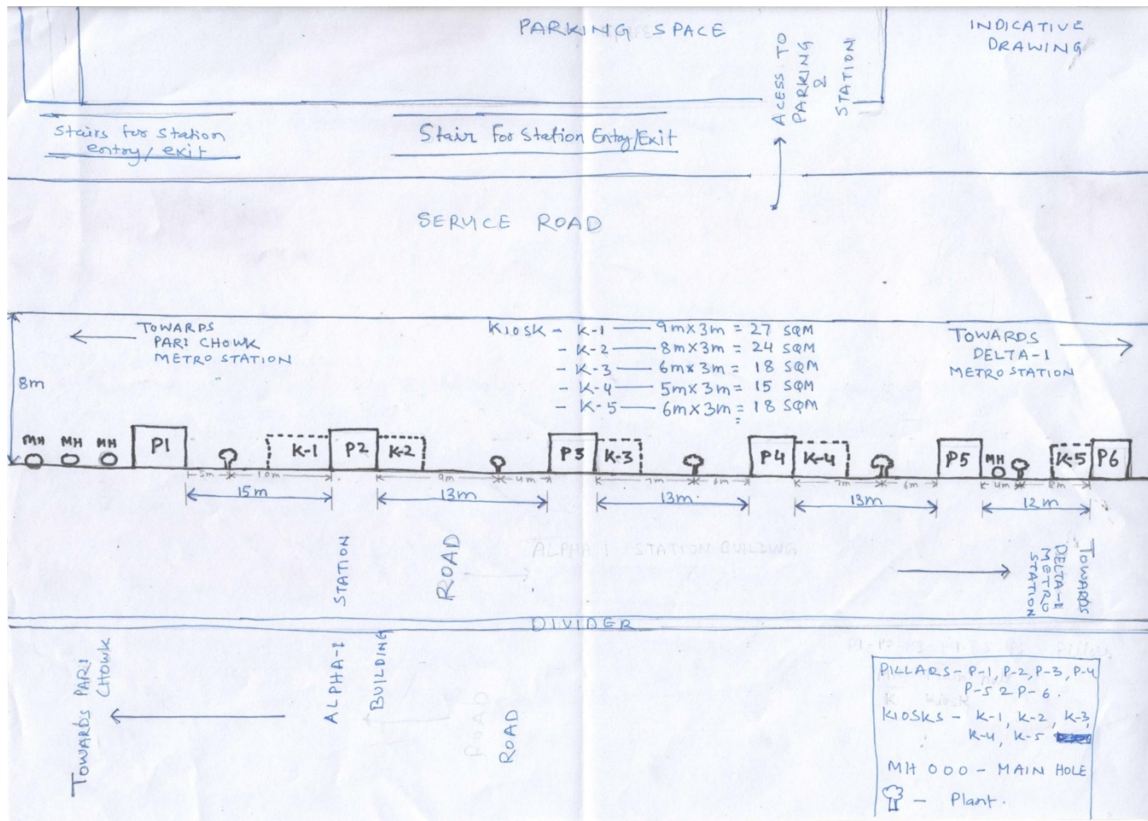 PARKING SPACE
INDICATIVE
DRAWING
ACESS TO
PARKING
&
STATION
Stairs for Station
entry/exit
Stair For Station Entry/Exit
SERVICE ROAD
TOWARDS
PARI CHOWK
METRO STATION
KIOSK - K-1 — 9m x 3m = 27 SQM
- K-2 — 8m x 3m = 24 SQM
- K-3 — 6m x 3m = 18 SQM
- K-4 — 5m x 3m = 15 SQM
- K-5 — 6m x 3m = 18 SQM
TOWARDS
DELTA-1
METRO STATION
8m
MH MH MH P1 K-1 P2 K-2 P3 K-3 P4 K-4 P5 MH K-5 P6
5m 10m 9m 4m 7m 6m 7m 6m 4m 8m
15m 13m 13m 13m 12m
STATION
ROAD
TOWARDS
DELTA-1
METRO
STATION
DIVIDER
TOWARDS PARI
CHOWK
ALPHA-1
BUILDING
ROAD
PILLARS - P-1, P-2, P-3, P-4
P-5 & P-6.
KIOSKS - K-1, K-2, K-3,
K-4, K-5
MH 000 - MAIN HOLE
- Plant.